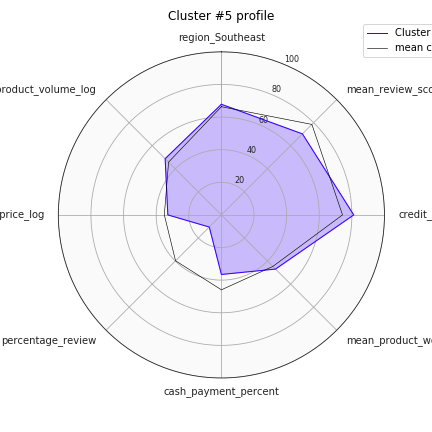 Cluster #5 profile
region_Southeast
Cluster
mean c
100
80
60
40
20
product_volume_log
mean_review_sco
price_log
credit_
percentage_review
mean_product_we
cash_payment_percent